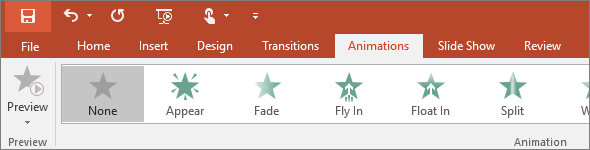 File Home Insert Design Transitions Animations Slide Show Review
Preview None Appear Fade Fly In Float In Split
Preview Animation